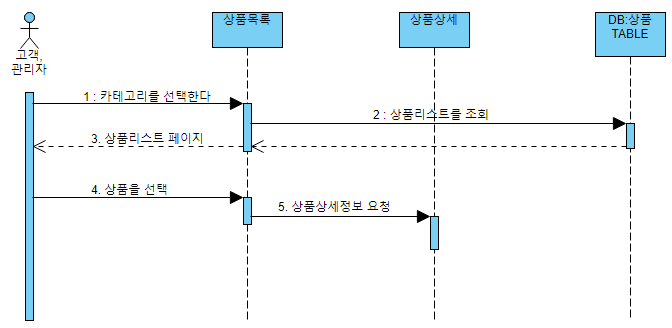 상품목록
상품상세
DB:상품
TABLE
고객,
관리자
1 : 카테고리를 선택한다
2 : 상품리스트를 조회
3. 상품리스트 페이지
4. 상품을 선택
5. 상품상세정보 요청